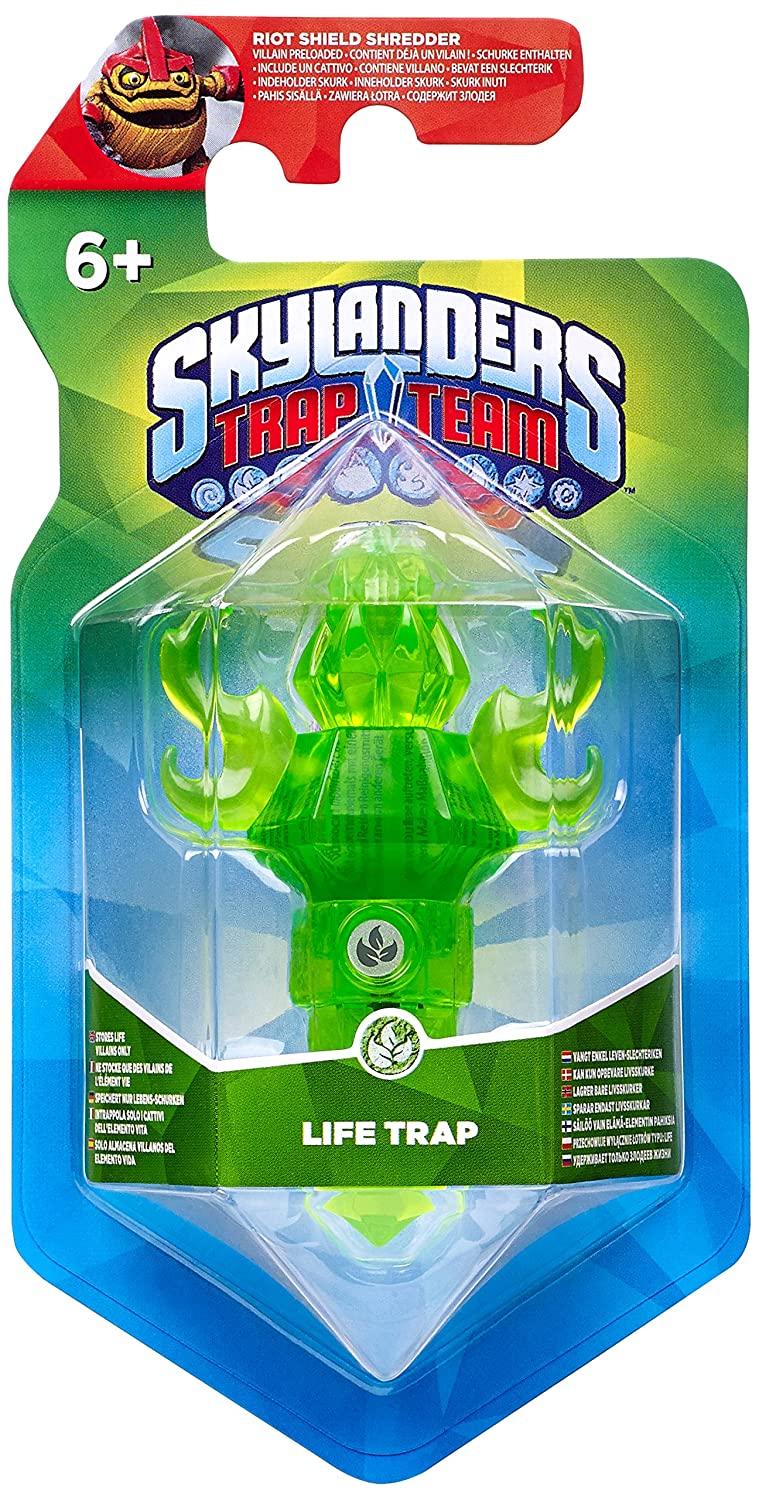 RIOT SHIELD SHREDDER
VILLAIN PRELOADED • CONTIENT DÉJÀ UN VILAIN ! • SCHURKE ENTHALTEN
• INCLUDE UN CATTIVO • CONTIENE VILLANO • BEVAT EEN SLECHTERIK
• INDEHOLDER SKURK • INNEHOLDER SKURK • SKURK INUTI
• PAHIS SISÄLLÄ • ZAWIERA ŁOTRA • СОДЕРЖИТ ЗЛОДЕЯ
6+
SKYLANDERS
TRAP TEAM
™
STORES LIFE
VILLAINS ONLY
NE STOCKE QUE DES VILAINS DE
L'ÉLÉMENT VIE
SPEICHERT NUR LEBENS-SCHURKEN
INTRAPPOLA SOLO I CATTIVI
DELL'ELEMENTO VITA
SOLO ALMACENA VILLANOS DEL
ELEMENTO VIDA
LIFE TRAP
VANGT ENKEL LEVEN-SLECHTERIKEN
KAN KUN OPBEVARE LIVSSKURKE
LAGRER BARE LIVSSKURKER
SPARAR ENDAST LIVSSKURKAR
SÄILÖÖ VAIN ELÄMÄ-ELEMENTIN PAHIKSIA
PRZECHOWUJE WYŁĄCZNIE ŁOTRÓW TYPU: LIFE
УДЕРЖИВАЕТ ТОЛЬКО ЗЛОДЕЕВ ЖИЗНИ